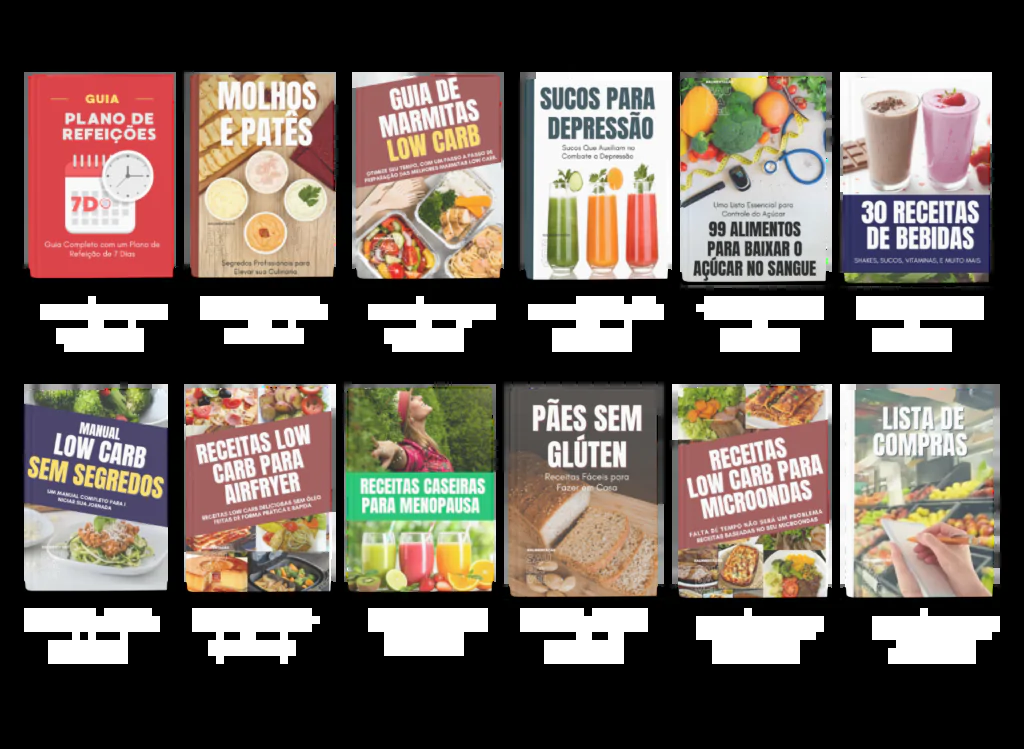 GUIA
PLANO DE
REFEIÇÕES
7D
Guia Completo com um Plano de
Refeição de 7 Dias
MOLHOS
E PATÊS
Segredos Profissionais para
Elevar sua Culinária
GUIA DE
MARMITAS
LOW CARB
OTIMIZE SEU TEMPO, COM UM PASSO A PASSO DE
PREPARAÇÃO DAS MELHORES MARMITAS LOW CARB
SUCOS PARA
DEPRESSÃO
Sucos Que Auxiliam no
Combate a Depressão
Uma Lista Essencial para
Controle do Açúcar
99 ALIMENTOS
PARA BAIXAR O
AÇÚCAR NO SANGUE
30 RECEITAS
DE BEBIDAS
SHAKES, SUCOS, VITAMINAS, E MUITO MAIS
MANUAL
LOW CARB
SEM SEGREDOS
UM MANUAL COMPLETO PARA I
NICIAR SUA JORNADA
RECEITAS LOW
CARB PARA
AIRFRYER
RECEITAS LOW CARB DELICIOSAS SEM ÓLEO
FEITAS DE FORMA PRÁTICA E RÁPIDA
RECEITAS CASEIRAS
PARA MENOPAUSA
PÃES SEM
GLÚTEN
Receitas Fáceis para
Fazer em Casa
RECEITAS
LOW CARB PARA
MICROONDAS
FALTA DE TEMPO NÃO SERÁ UM PROBLEMA
RECEITAS BASEADAS NO SEU MICROONDAS
LISTA DE
COMPRAS